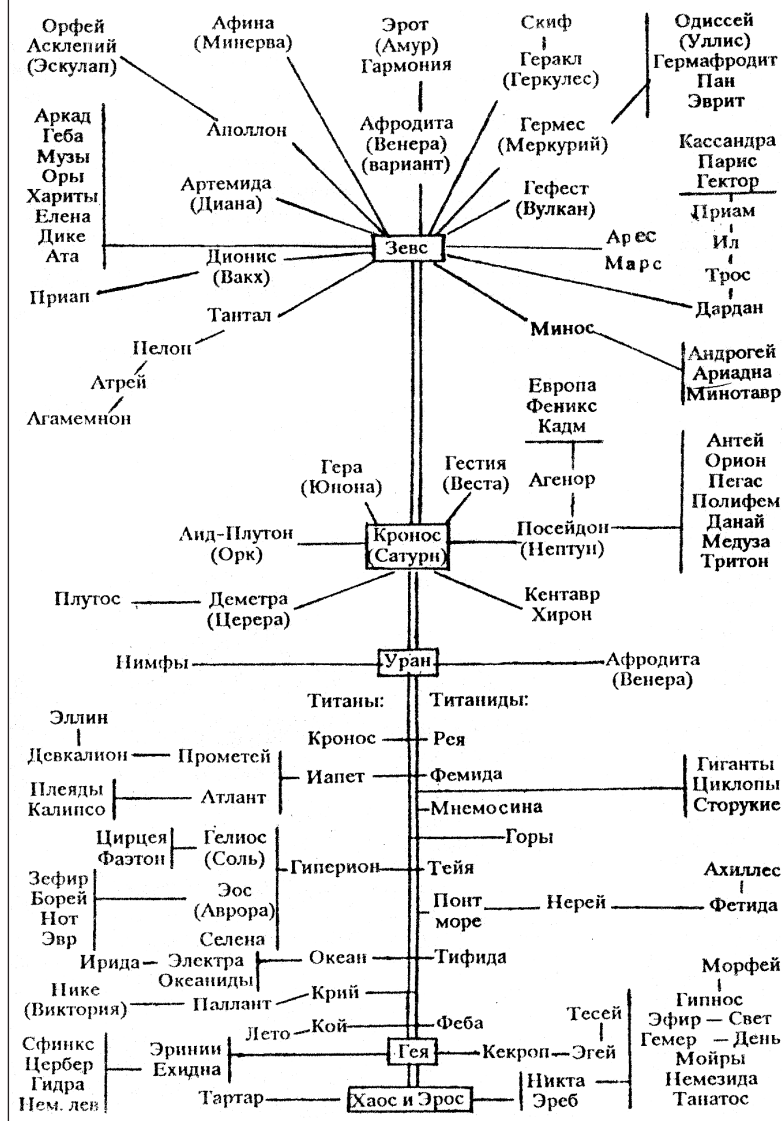 Орфей
Асклепий
(Эскулап)
Афина
(Минерва)
Эрот
(Амур)
Гармония
Скиф
Геракл
(Геркулес)
Одиссей
(Уллис)
Гермафродит
Пан
Эврит
Аркад
Геба
Музы
Оры
Хариты
Елена
Дике
Ата
Аполлон
Афродита
(Венера)
(вариант)
Гермес
(Меркурий)
Кассандра
Парис
Гектор
Артемида
(Диана)
Гефест
(Вулкан)
Приам
Зевс
Арес
Марс
Ил
Дионис
(Вакх)
Трос
Приап
Тантал
Дардан
Минос
Пелоп
Андрогей
Ариадна
Минотавр
Атрей
Агамемнон
Европа
Феникс
Кадм
Гера
(Юнона)
Гестия
(Веста)
Агенор
Антей
Орион
Пегас
Полифем
Данай
Медуза
Тритон
Аид-Плутон
(Орк)
Кронос
(Сатурн)
Посейдон
(Нептун)
Плутос
Деметра
(Церера)
Кентавр
Хирон
Нимфы
Уран
Афродита
(Венера)
Титаны:
Титаниды:
Эллин
Кронос
Рея
Девкалион
Прометей
Иапет
Фемида
Гиганты
Циклопы
Сторукие
Плеяды
Калипсо
Атлант
Мнемосина
Горы
Цирцея
Фаэтон
Гелиос
(Соль)
Гиперион
Тейя
Зефир
Борей
Нот
Эвр
Эос
(Аврора)
Селена
Понт
море
Нерей
Ахиллес
Фетида
Ирида
Электра
Океаниды
Океан
Тифида
Нике
(Виктория)
Паллант
Крий
Морфей
Гипнос
Эфир — Свет
Гемер — День
Мойры
Немезида
Танатос
Лето
Кой
Феба
Тесей
Сфинкс
Цербер
Гидра
Нем. лев
Эринии
Ехидна
Гея
Кекроп
Эгей
Тартар
Хаос и Эрос
Никта
Эреб